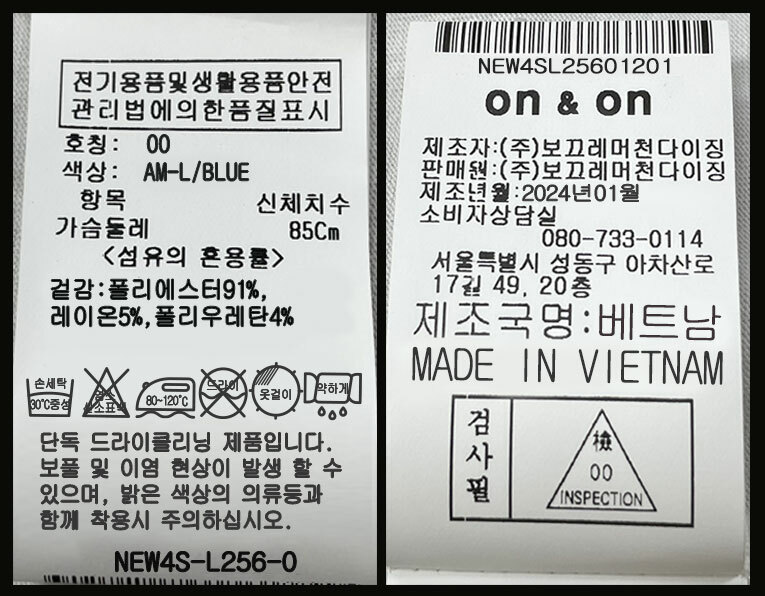 전기용품및생활용품안전
관리법에의한품질표시
호칭: 00
색상: AM-L/BLUE
항목 신체치수
가슴둘레 85Cm
<섬유의 혼용률>
겉감:폴리에스터91%,
레이온5%,폴리우레탄4%
손세탁
30℃중성
염소표백
80~120℃
드라이
옷걸이
약하게
단독 드라이클리닝 제품입니다.
보풀 및 이염 현상이 발생 할 수
있으며, 밝은 색상의 의류등과
함께 착용시 주의하십시오.
NEW4S-L256-0
NEW4SL25601201
on & on
제조자:(주)보끄레머천다이징
판매원:(주)보끄레머천다이징
제조년월:2024년01월
소비자상담실
080-733-0114
서울특별시 성동구 아차산로
17길 49, 20층
제조국명:베트남
MADE IN VIETNAM
검사필
檢
00
INSPECTION